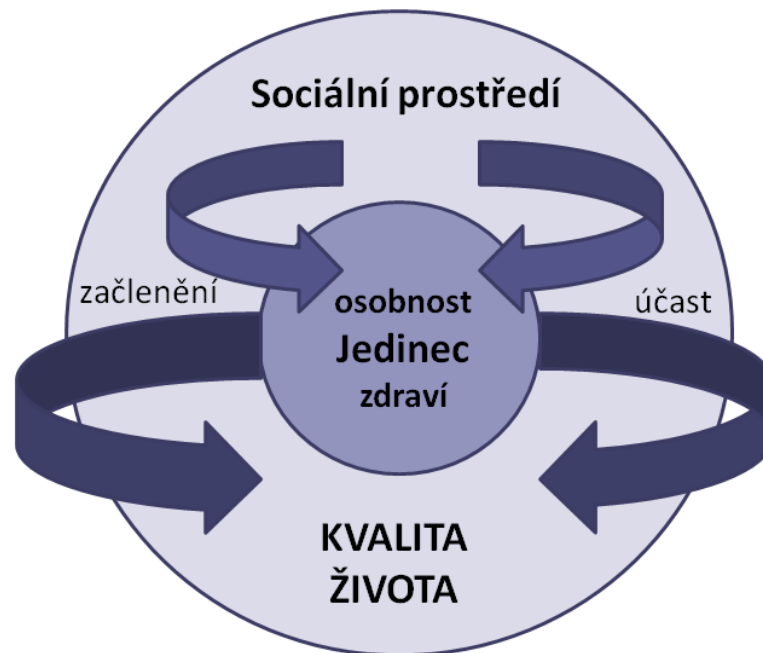 Sociální prostředí
začlenění
účast
osobnost
Jedinec
zdraví
KVALITA
ŽIVOTA